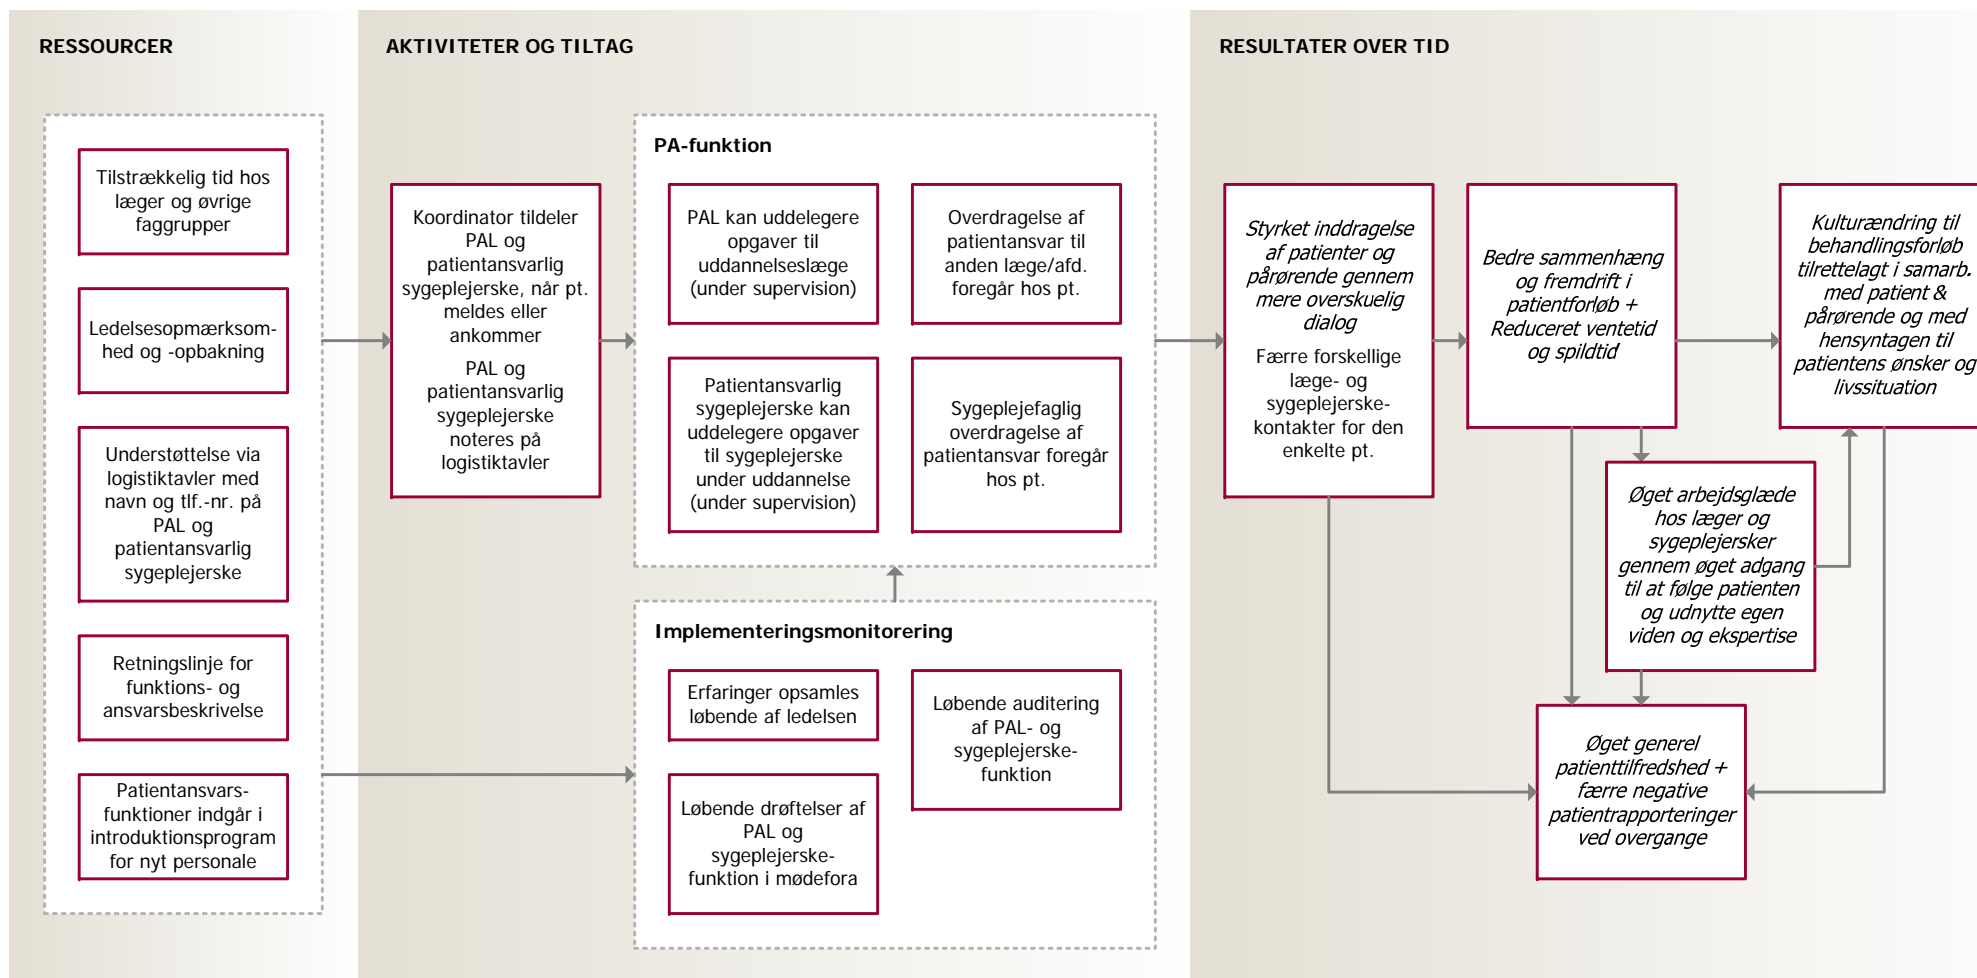 RESSOURCER
Tilstrækkelig tid hos
læger og øvrige
faggrupper
Ledelsesopmærksom-
hed og -opbakning
Understøttelse via
logistiktavler med
navn og tlf.-nr. på
PAL og
patientansvarlig
sygeplejerske
Retningslinje for
funktions- og
ansvarsbeskrivelse
Patientansvars-
funktioner indgår i
introduktionsprogram
for nyt personale
AKTIVITETER OG TILTAG
Koordinator tildeler
PAL og
patientansvarlig
sygeplejerske, når pt.
meldes eller
ankommer
PAL og
patientansvarlig
sygeplejerske
noteres på
logistiktavler
PA-funktion
PAL kan uddelegere
opgaver til
uddannelseslæge
(under supervision)
Overdragelse af
patientansvar til
anden læge/afd.
foregår hos pt.
Patientansvarlig
sygeplejerske kan
uddelegere opgaver
til sygeplejerske
under uddannelse
(under supervision)
Sygeplejefaglig
overdragelse af
patientansvar foregår
hos pt.
Implementeringsmonitorering
Erfaringer opsamles
løbende af ledelsen
Løbende auditering
af PAL- og
sygeplejerske-
funktion
Løbende drøftelser af
PAL og
sygeplejerske-
funktion i mødefora
RESULTATER OVER TID
Styrket inddragelse
af patienter og
pårørende gennem
mere overskuelig
dialog
Færre forskellige
læge- og
sygeplejerske-
kontakter for den
enkelte pt.
Bedre sammenhæng
og fremdrift i
patientforløb +
Reduceret ventetid
og spildtid
Kulturændring til
behandlingsforløb
tilrettelagt i samarb.
med patient &
pårørende og med
hensyntagen til
patientens ønsker og
livssituation
Øget arbejdsglæde
hos læger og
sygeplejersker
gennem øget adgang
til at følge patienten
og udnytte egen
viden og ekspertise
Øget generel
patienttilfredshed +
færre negative
patientrapporteringer
ved overgange